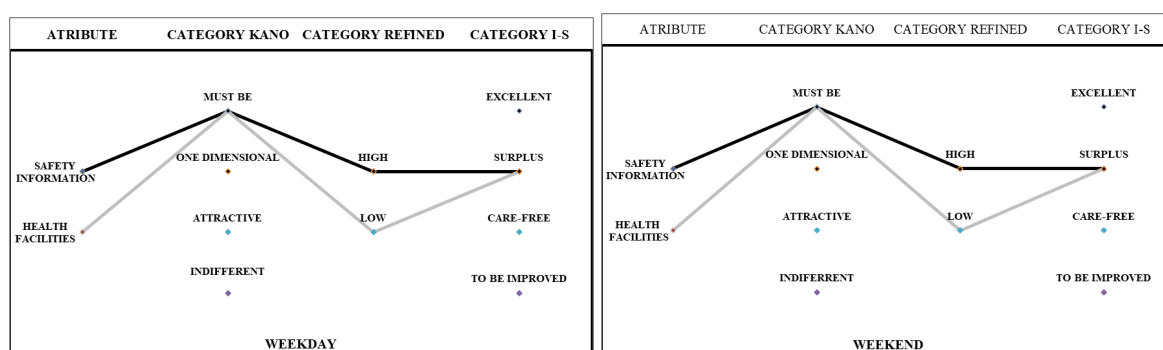 ATRIBUTE CATEGORY KANO CATEGORY REFINED CATEGORY I-S
MUST BE EXCELLENT
SAFETY INFORMATION ONE DIMENSIONAL HIGH SURPLUS
HEALTH FACILITIES ATTRACTIVE LOW CARE-FREE
INDIFFERENT TO BE IMPROVED
WEEKDAY
ATRIBUTE CATEGORY KANO CATEGORY REFINED CATEGORY I-S
MUST BE EXCELLENT
SAFETY INFORMATION ONE DIMENSIONAL HIGH SURPLUS
HEALTH FACILITIES ATTRACTIVE LOW CARE-FREE
INDIFERRENT TO BE IMPROVED
WEEKEND